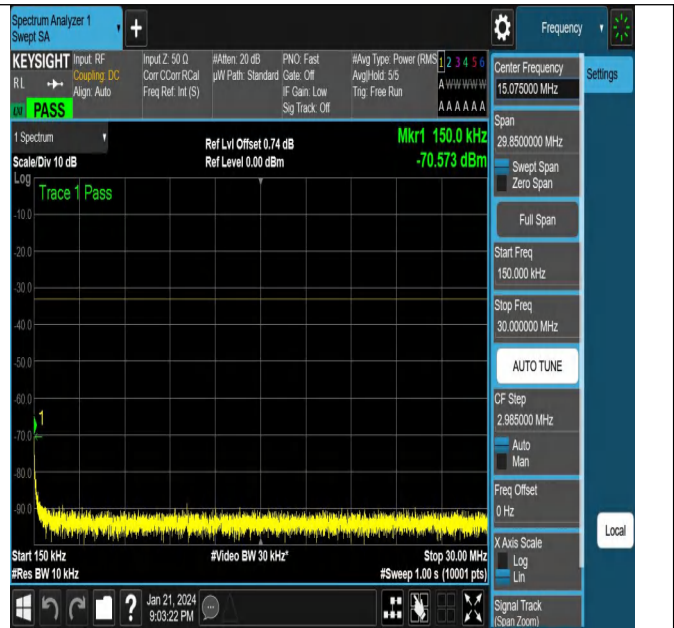 Spectrum Analyzer 1
Swept SA
+
Frequency
KEYSIGHT
RL
PASS
Input: RF
Coupling: DC
Align: Auto
Input Z: 50 Ω
Corr CCorr RCal
Freq Ref: Int (S)
#Atten: 20 dB
µW Path: Standard
PNO: Fast
Gate: Off
IF Gain: Low
Sig Track: Off
#Avg Type: Power (RMS
Avg|Hold: 5/5
Trig: Free Run
1 2 3 4 5 6
A W W W W W
A A A A A A
1 Spectrum
Scale/Div 10 dB
Ref Lvl Offset 0.74 dB
Ref Level 0.00 dBm
Mkr1 150.0 kHz
-70.573 dBm
Log
Trace 1 Pass
-10.0
-20.0
-40.0
-50.0
-60.0
1
-70.0
-80.0
-90.0
Start 150 kHz
#Video BW 30 kHz*
Stop 30.00 MHz
#Res BW 10 kHz
#Sweep 1.00 s (10001 pts)
Jan 21, 2024
9:03:22 PM
?
Center Frequency
15.075000 MHz
Settings
Span
29.8500000 MHz
Swept Span
Zero Span
Full Span
Start Freq
150.000 kHz
Stop Freq
30.000000 MHz
AUTO TUNE
CF Step
2.985000 MHz
Auto
Man
Freq Offset
0 Hz
X Axis Scale
Log
Lin
Local
Signal Track
(Span Zoom)